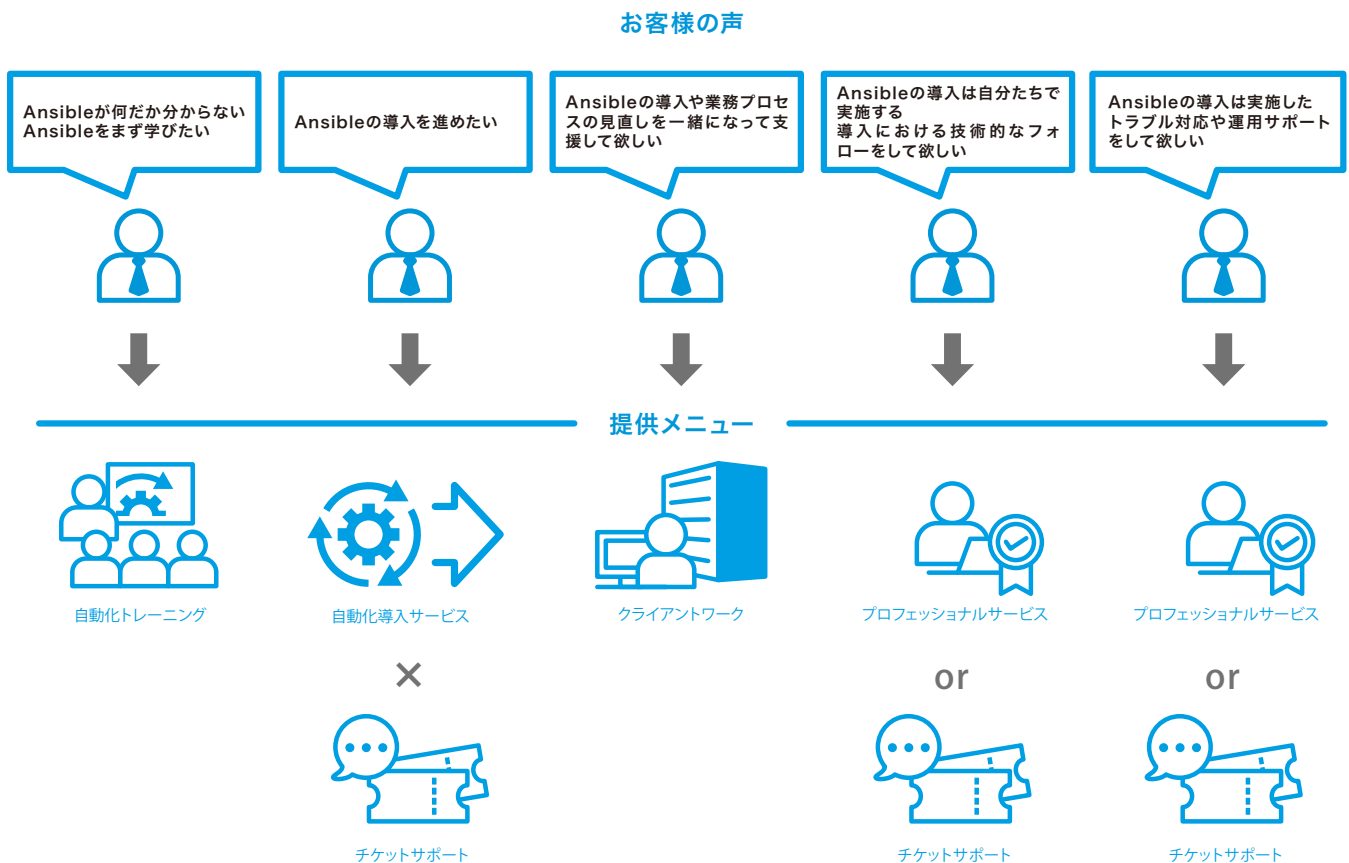 お客様の声
Ansibleが何だか分からない
Ansibleをまず学びたい
Ansibleの導入を進めたい
Ansibleの導入や業務プロセ
スの見直しを一緒になって支
援して欲しい
Ansibleの導入は自分たちで
実施する
導入における技術的なフォ
ローをして欲しい
Ansibleの導入は実施した
トラブル対応や運用サポート
をして欲しい
提供メニュー
自動化トレーニング
自動化導入サービス
クライアントワーク
プロフェッショナルサービス
プロフェッショナルサービス
×
or
or
チケットサポート
チケットサポート
チケットサポート